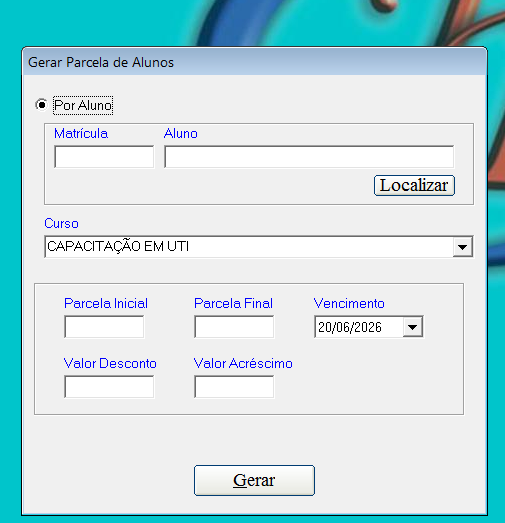 Gerar Parcela de Alunos
Por Aluno
Matrícula Aluno
Localizar
Curso
CAPACITAÇÃO EM UTI
Parcela Inicial Parcela Final Vencimento
20/06/2026
Valor Desconto Valor Acréscimo
Gerar